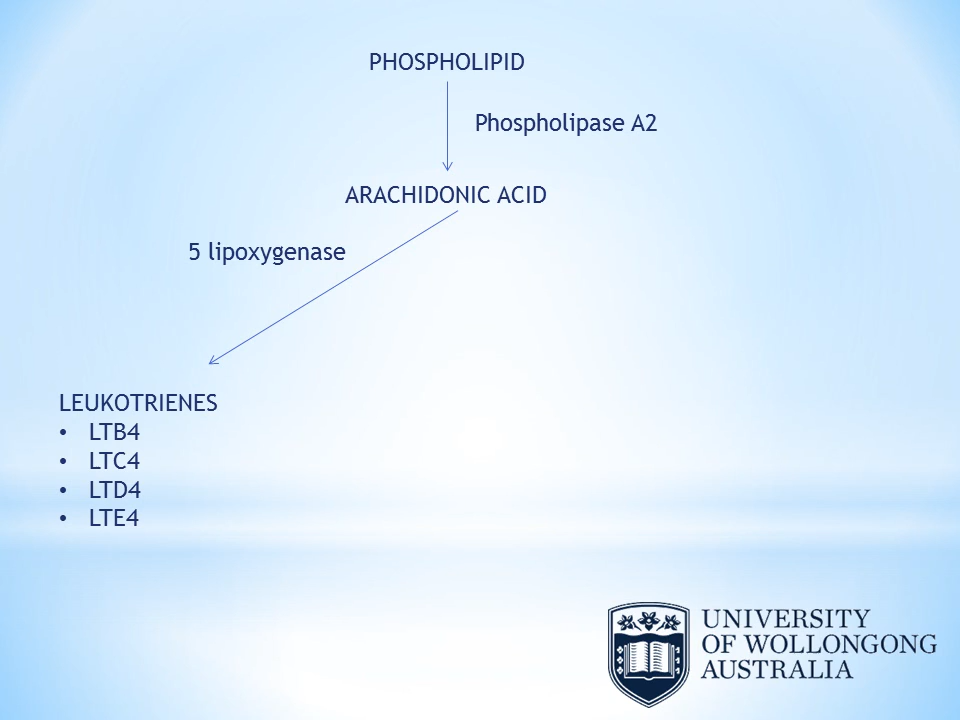 PHOSPHOLIPID
Phospholipase A2
ARACHIDONIC ACID
5 lipoxygenase
LEUKOTRIENES
• LTB4
• LTC4
• LTD4
• LTE4
UNIVERSITY
OF WOLLONGONG
AUSTRALIA